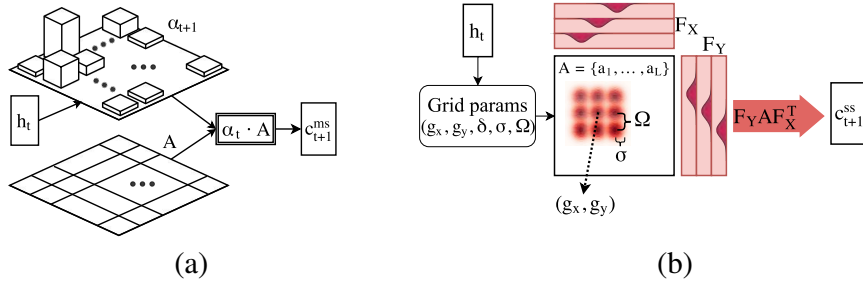 α_{t+1}
h_t
A
α_t · A
c^{ms}_{t+1}
(a)
h_t
Grid params
(g_x, g_y, δ, σ, Ω)
F_X
A = {a_1, . . . , a_L}
Ω
σ
(g_x, g_y)
F_Y
F_Y A F_X^T
c^{ss}_{t+1}
(b)